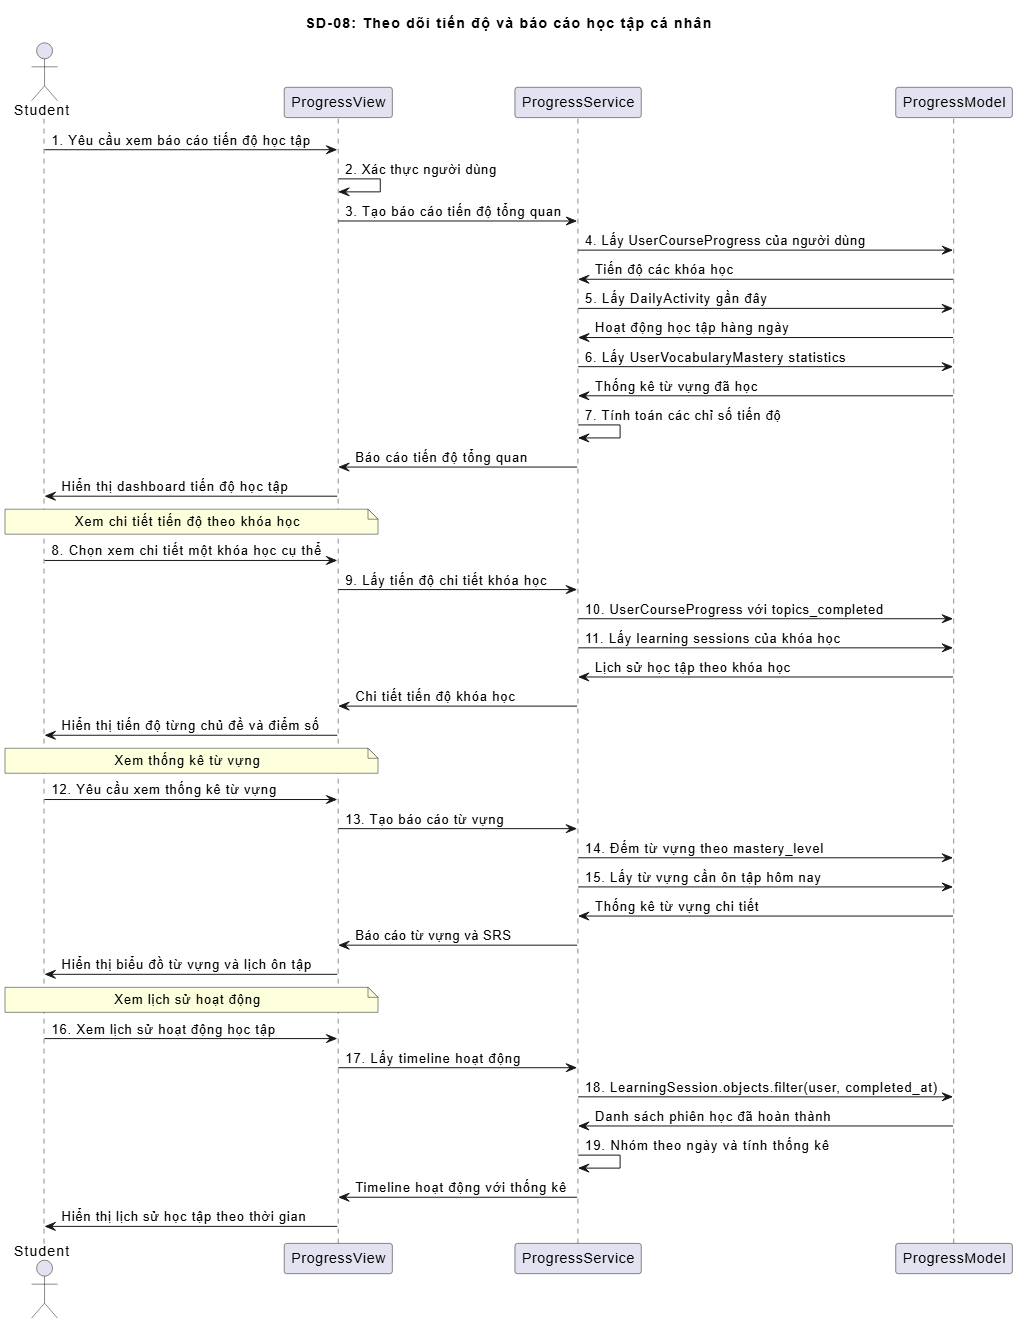 SD-08: Theo dõi tiến độ và báo cáo học tập cá nhân
Student
ProgressView
ProgressService
ProgressModel
1. Yêu cầu xem báo cáo tiến độ học tập
2. Xác thực người dùng
3. Tạo báo cáo tiến độ tổng quan
4. Lấy UserCourseProgress của người dùng
Tiến độ các khóa học
5. Lấy DailyActivity gần đây
Hoạt động học tập hàng ngày
6. Lấy UserVocabularyMastery statistics
Thống kê từ vựng đã học
7. Tính toán các chỉ số tiến độ
Báo cáo tiến độ tổng quan
Hiển thị dashboard tiến độ học tập
Xem chi tiết tiến độ theo khóa học
8. Chọn xem chi tiết một khóa học cụ thể
9. Lấy tiến độ chi tiết khóa học
10. UserCourseProgress với topics_completed
11. Lấy learning sessions của khóa học
Lịch sử học tập theo khóa học
Chi tiết tiến độ khóa học
Hiển thị tiến độ từng chủ đề và điểm số
Xem thống kê từ vựng
12. Yêu cầu xem thống kê từ vựng
13. Tạo báo cáo từ vựng
14. Đếm từ vựng theo mastery_level
15. Lấy từ vựng cần ôn tập hôm nay
Thống kê từ vựng chi tiết
Báo cáo từ vựng và SRS
Hiển thị biểu đồ từ vựng và lịch ôn tập
Xem lịch sử hoạt động
16. Xem lịch sử hoạt động học tập
17. Lấy timeline hoạt động
18. LearningSession.objects.filter(user, completed_at)
Danh sách phiên học đã hoàn thành
19. Nhóm theo ngày và tính thống kê
Timeline hoạt động với thống kê
Hiển thị lịch sử học tập theo thời gian
Student
ProgressView
ProgressService
ProgressModel